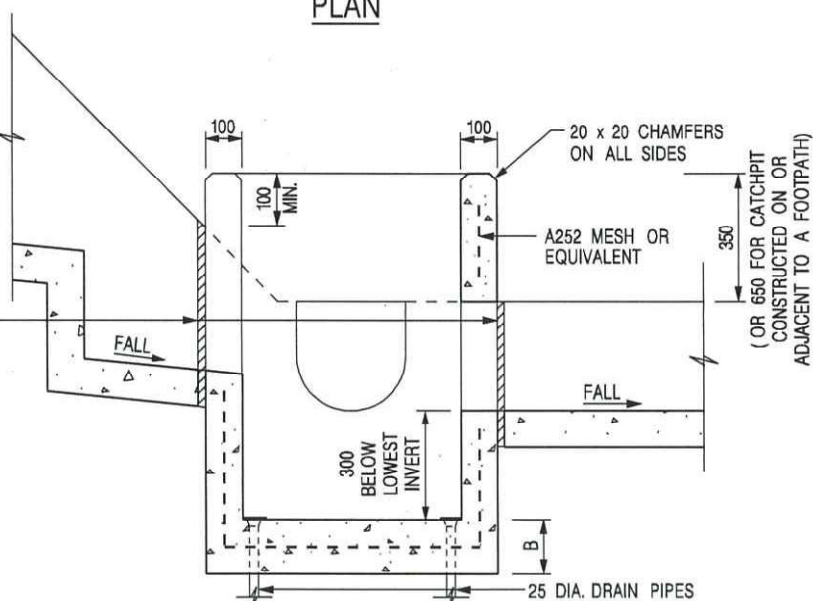 PLAN
100
100
20 x 20 CHAMFERS
ON ALL SIDES
100
MIN.
A252 MESH OR
EQUIVALENT
350
( OR 650 FOR CATCHPIT
CONSTRUCTED ON OR
ADJACENT TO A FOOTPATH)
FALL
FALL
300
BELOW
LOWEST
INVERT
B
25 DIA. DRAIN PIPES